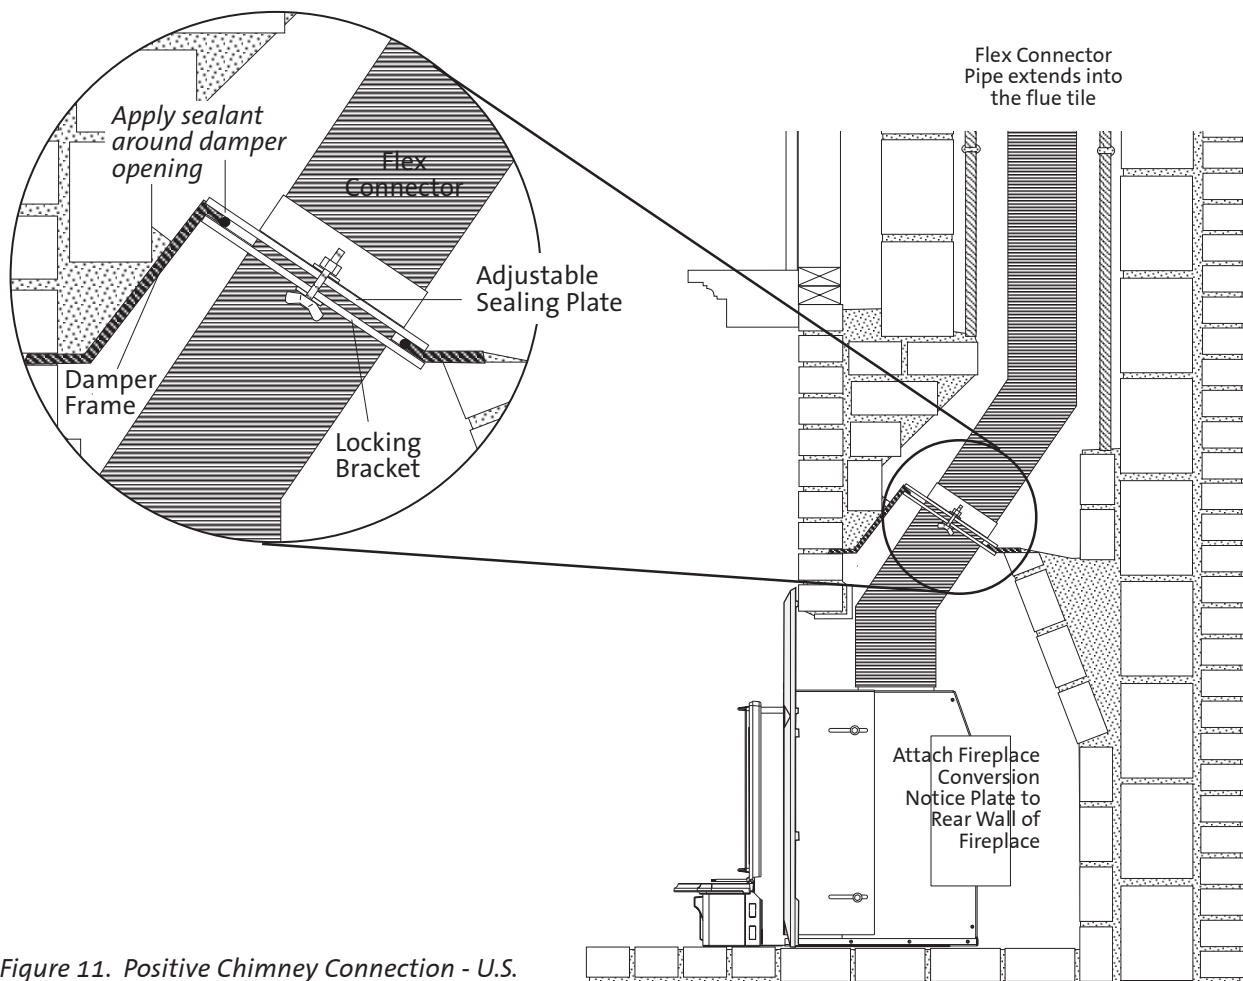 Flex Connector
Pipe extends into
the flue tile
Apply sealant
around damper
opening
Flex
Connector
Adjustable
Sealing Plate
Damper
Frame
Locking
Bracket
Attach Fireplace
Conversion
Notice Plate to
Rear Wall of
Fireplace
Figure 11. Positive Chimney Connection - U.S.